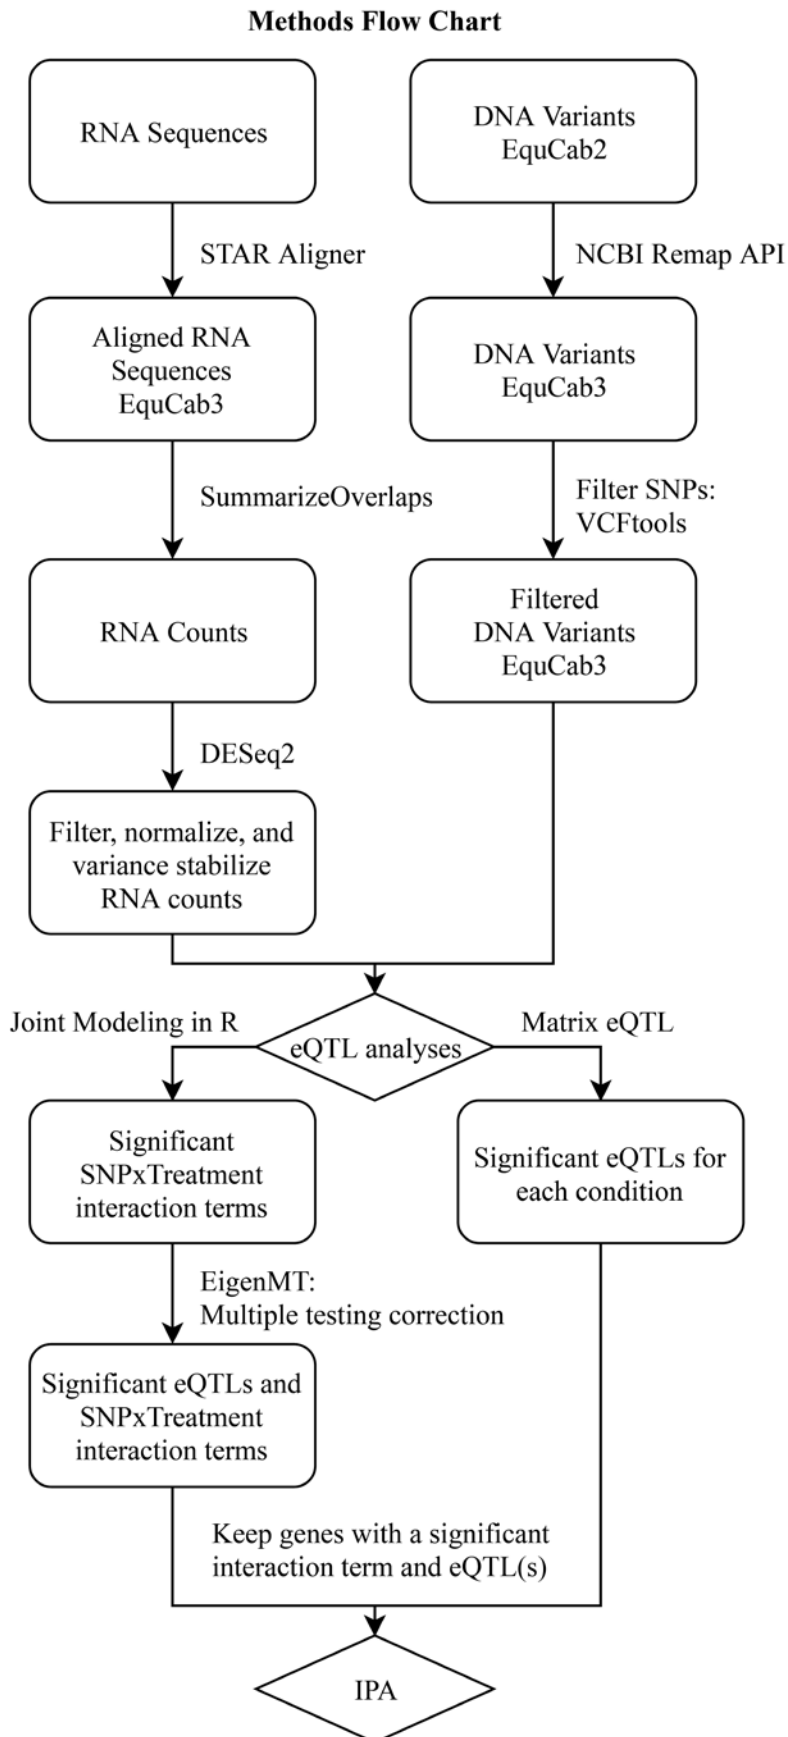 Methods Flow Chart
RNA Sequences
DNA Variants
EquCab2
STAR Aligner
NCBI Remap API
Aligned RNA
Sequences
EquCab3
DNA Variants
EquCab3
SummarizeOverlaps
Filter SNPs:
VCFtools
RNA Counts
Filtered
DNA Variants
EquCab3
DESeq2
Filter, normalize, and
variance stabilize
RNA counts
Joint Modeling in R
eQTL analyses
Matrix eQTL
Significant
SNPxTreatment
interaction terms
Significant eQTLs for
each condition
EigenMT:
Multiple testing correction
Significant eQTLs and
SNPxTreatment
interaction terms
Keep genes with a significant
interaction term and eQTL(s)
IPA